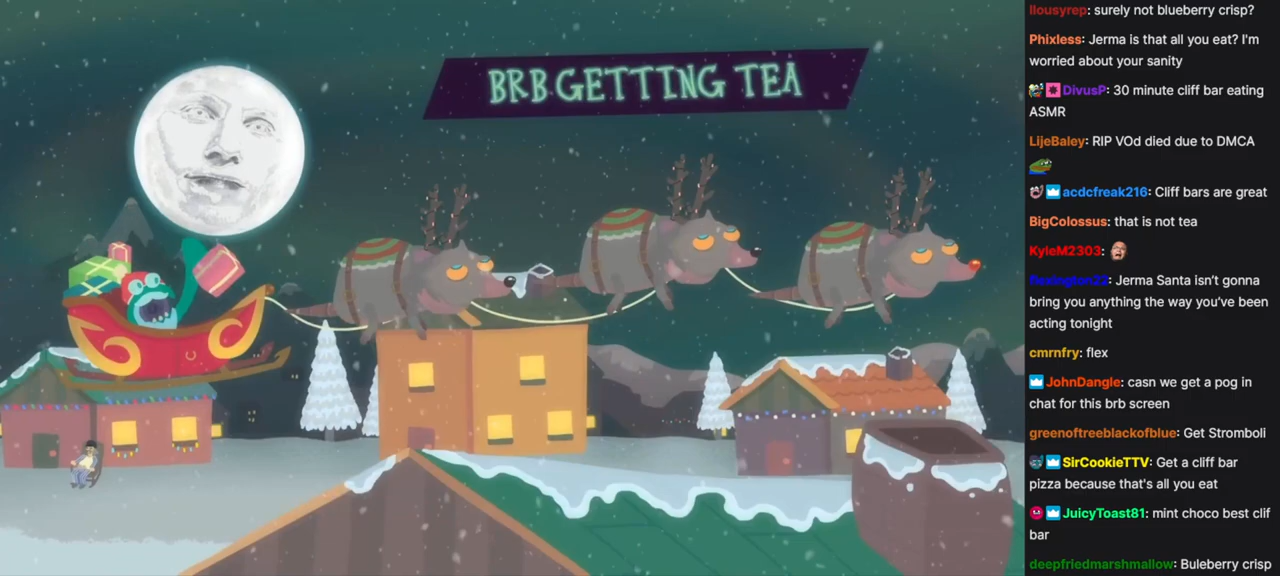 BRB GETTING TEA
llousyrep: surely not blueberry crisp?
Phixless: Jerma is that all you eat? I'm
worried about your sanity
DivusP: 30 minute cliff bar eating
ASMR
LijeBaley: RIP VOd died due to DMCA
acdcfreak216: Cliff bars are great
BigColossus: that is not tea
KyleM2303:
flexington22: Jerma Santa isn't gonna
bring you anything the way you've been
acting tonight
cmrnfry: flex
JohnDangle: casn we get a pog in
chat for this brb screen
greenoftreeblackofblue: Get Stromboli
SirCookieTTV: Get a cliff bar
pizza because that's all you eat
JuicyToast81: mint choco best clif
bar
deepfriedmarshmallow: Buleberry crisp